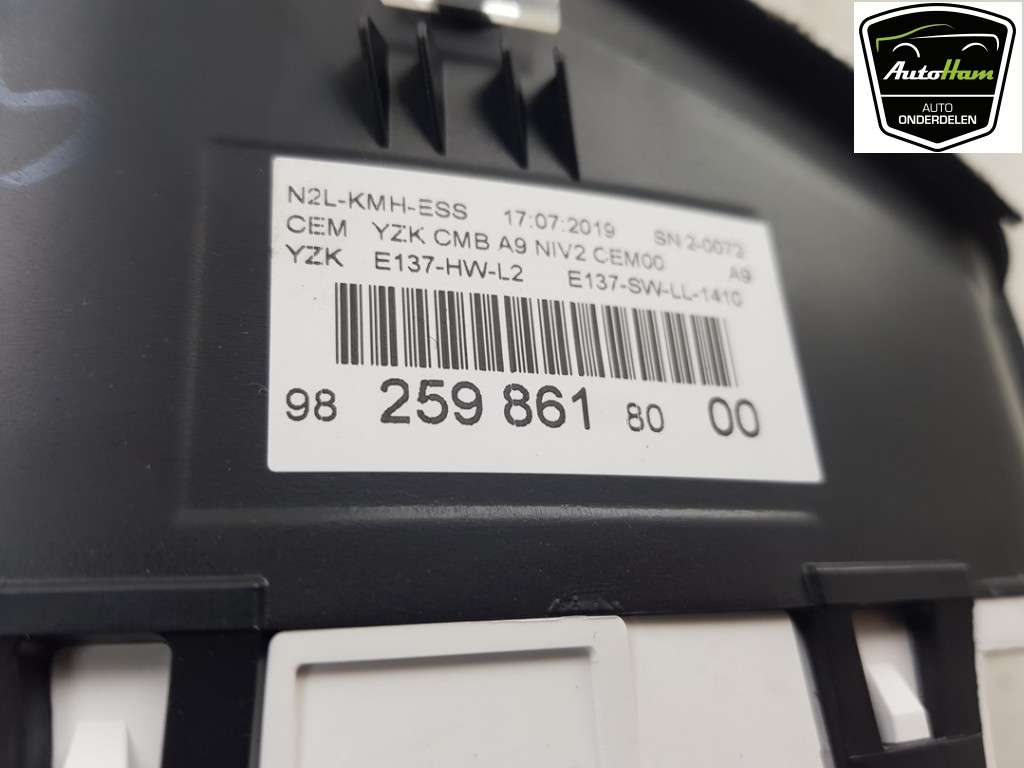 AutoHam
AUTO
ONDERDELEN
N2L-KMH-ESS 17:07:2019 SN 2-0072
CEM YZK CMB A9 NIV2 CEM00 A9
YZK E137-HW-L2 E137-SW-LL-1410
98 259 861 80 00